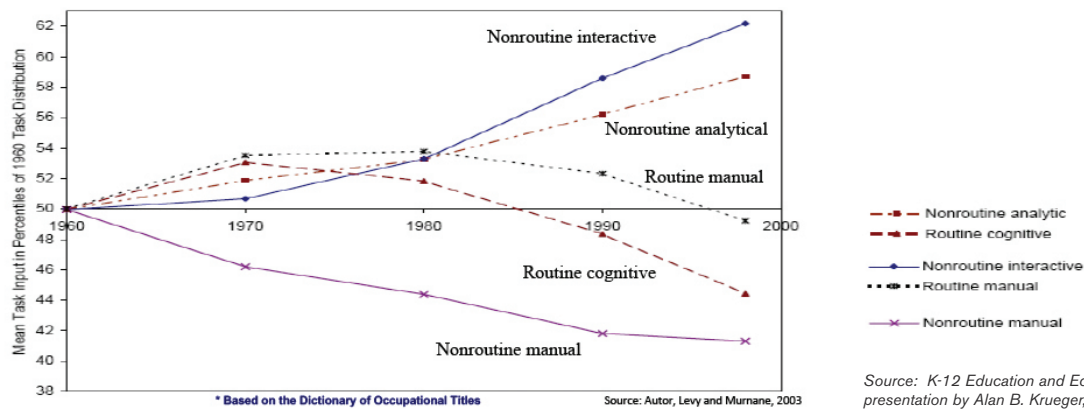 Mean Task Input in Percentiles of 1960 Task Distribution
62
60
58
56
54
52
50
48
46
44
42
40
38
1960
1970
1980
1990
2000
Nonroutine interactive
Nonroutine analytical
Routine manual
Routine cognitive
Nonroutine manual
* Based on the Dictionary of Occupational Titles
Source: Autor, Levy and Murnane, 2003
Nonroutine analytic
Routine cognitive
Nonroutine interactive
Routine manual
Nonroutine manual
Source: K-12 Education and Ec
presentation by Alan B. Krueger,